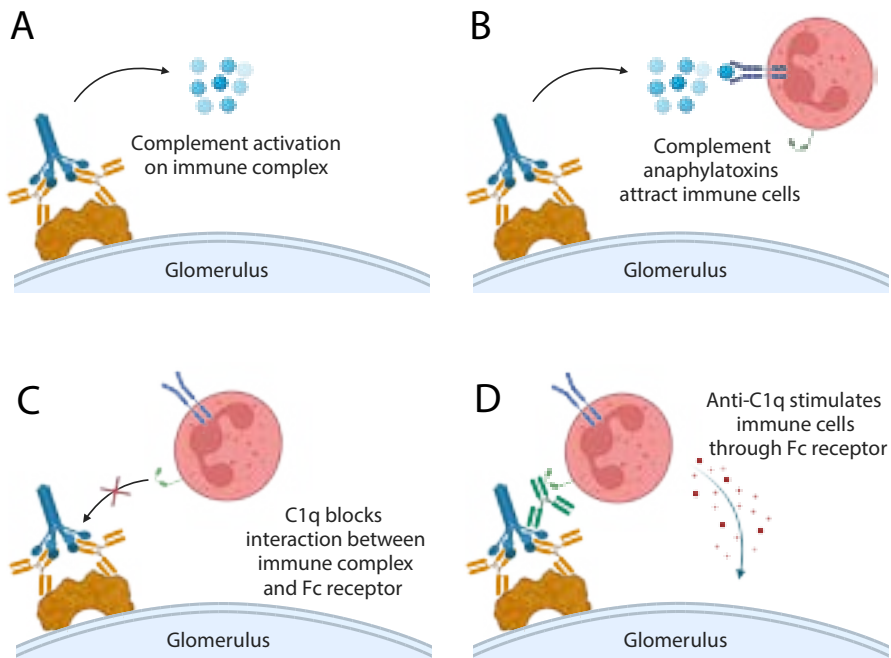 A
Complement activation
on immune complex
Glomerulus
B
Complement
anaphylatoxins
attract immune cells
Glomerulus
C
C1q blocks
interaction between
immune complex
and Fc receptor
Glomerulus
D
Anti-C1q stimulates
immune cells
through Fc receptor
Glomerulus